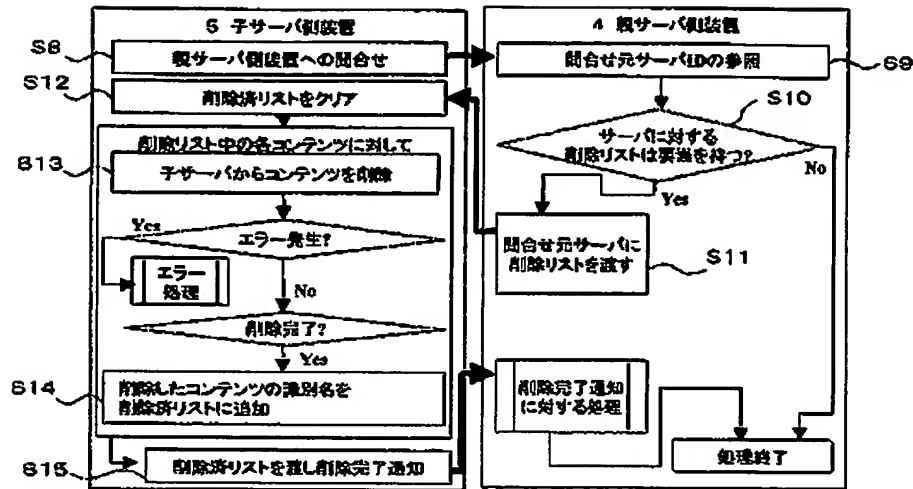 5 子サーバ側装置
S8
親サーバ側装置への問合せ
S12
削除済リストをクリア
削除リスト中の各コンテンツに対して
S13
子サーバからコンテンツを削除
Yes
エラー発生?
エラー
処理
No
削除完了?
Yes
S14
削除したコンテンツの識別名を
削除済リストに追加
S15
削除済リストを渡し削除完了通知
4 親サーバ側装置
問合せ元サーバIDの参照
S9
S10
サーバに対する
削除リストは要素を持つ?
No
Yes
問合せ元サーバに
削除リストを渡す
S11
削除完了通知
に対する処理
処理終了